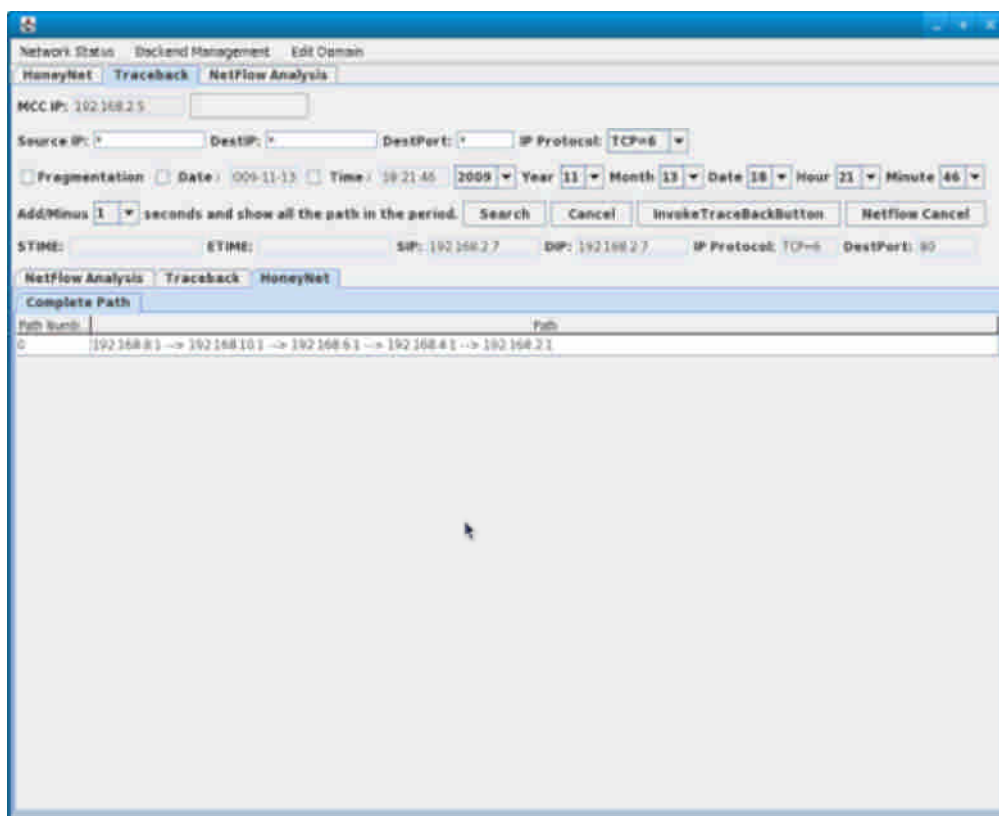 Network Status Backend Management Edit Domain
HoneyNet Traceback NetFlow Analysis
MCC IP: 192.168.2.5
Source IP: * DestIP: * DestPort: * IP Protocol: TCP=6
Fragmentation Date: 009-11-13 Time: 18:21:46 2009 Year 11 Month 13 Date 18 Hour 21 Minute 46
Add/Minus 1 seconds and show all the path in the period. Search Cancel InvokeTraceBackButton Netflow Cancel
STIME: ETIME: SIP: 192.168.2.7 DIP: 192.168.2.7 IP Protocol: TCP=6 DestPort: 80
NetFlow Analysis Traceback HoneyNet
Complete Path
Path Numb... Path
0 192.168.8.1 --> 192.168.10.1 --> 192.168.6.1 --> 192.168.4.1 --> 192.168.2.1